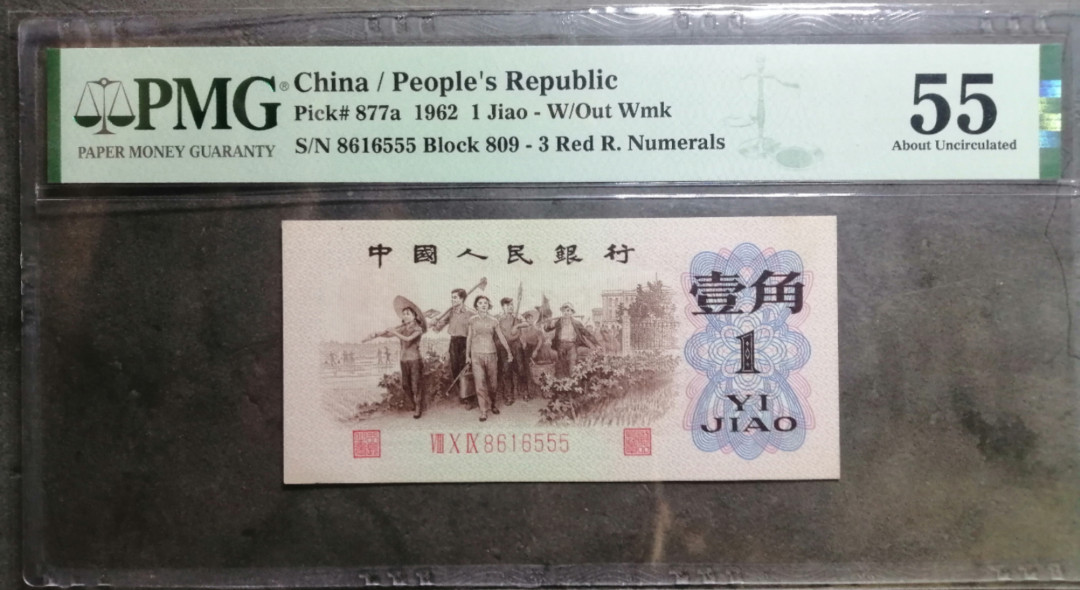 PMG®
PAPER MONEY GUARANTY
China / People's Republic
Pick# 877a 1962 1 Jiao - W/Out Wmk
S/N 8616555 Block 809 - 3 Red R. Numerals
55
About Uncirculated
中國人民銀行
壹角
1
YI
JIAO
VIII X IX 8616555